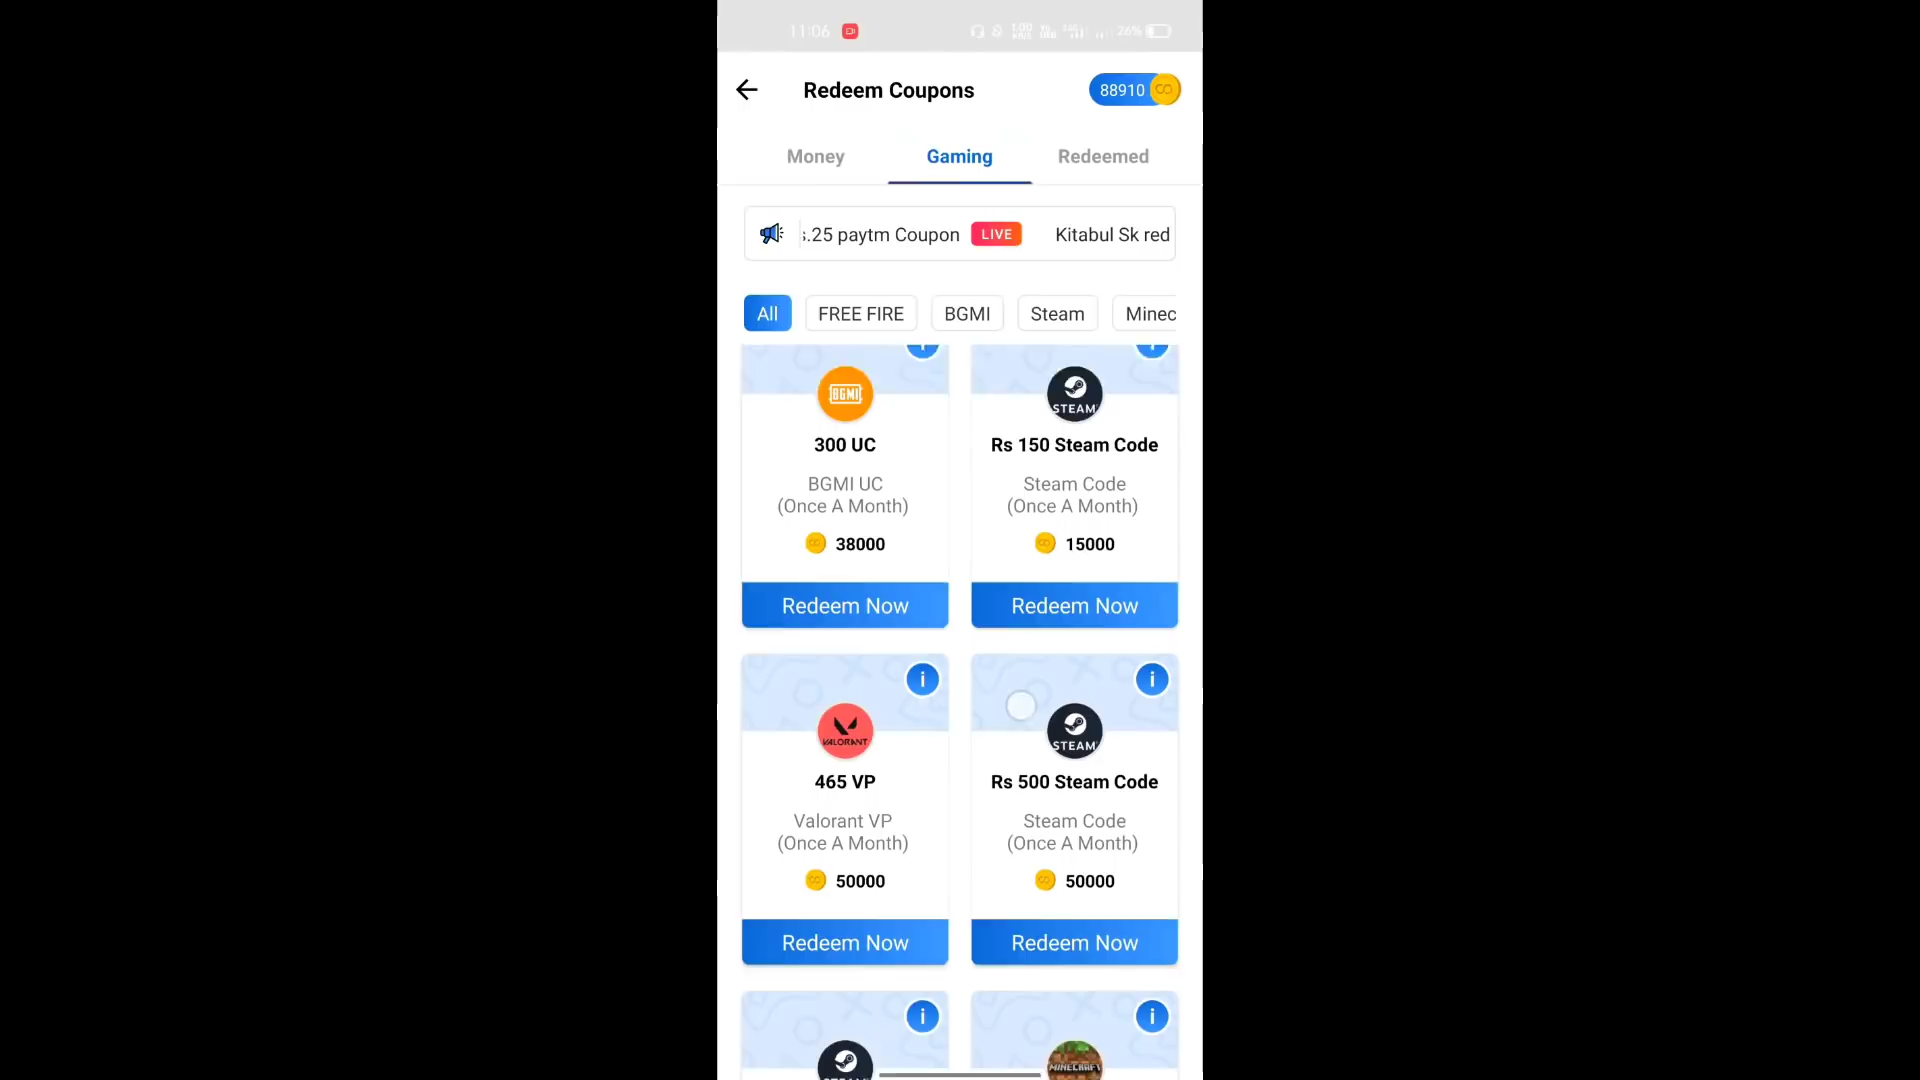 11:06
26%
Redeem Coupons
88910
Money
Gaming
Redeemed
.25 paytm Coupon LIVE Kitabul Sk red
All
FREE FIRE
BGMI
Steam
Minec
BGMI
STEAM
300 UC
Rs 150 Steam Code
BGMI UC
(Once A Month)
Steam Code
(Once A Month)
38000
15000
Redeem Now
Redeem Now
i
i
VALORANT
STEAM
465 VP
Rs 500 Steam Code
Valorant VP
(Once A Month)
Steam Code
(Once A Month)
50000
50000
Redeem Now
Redeem Now
i
i
MINECRAFT